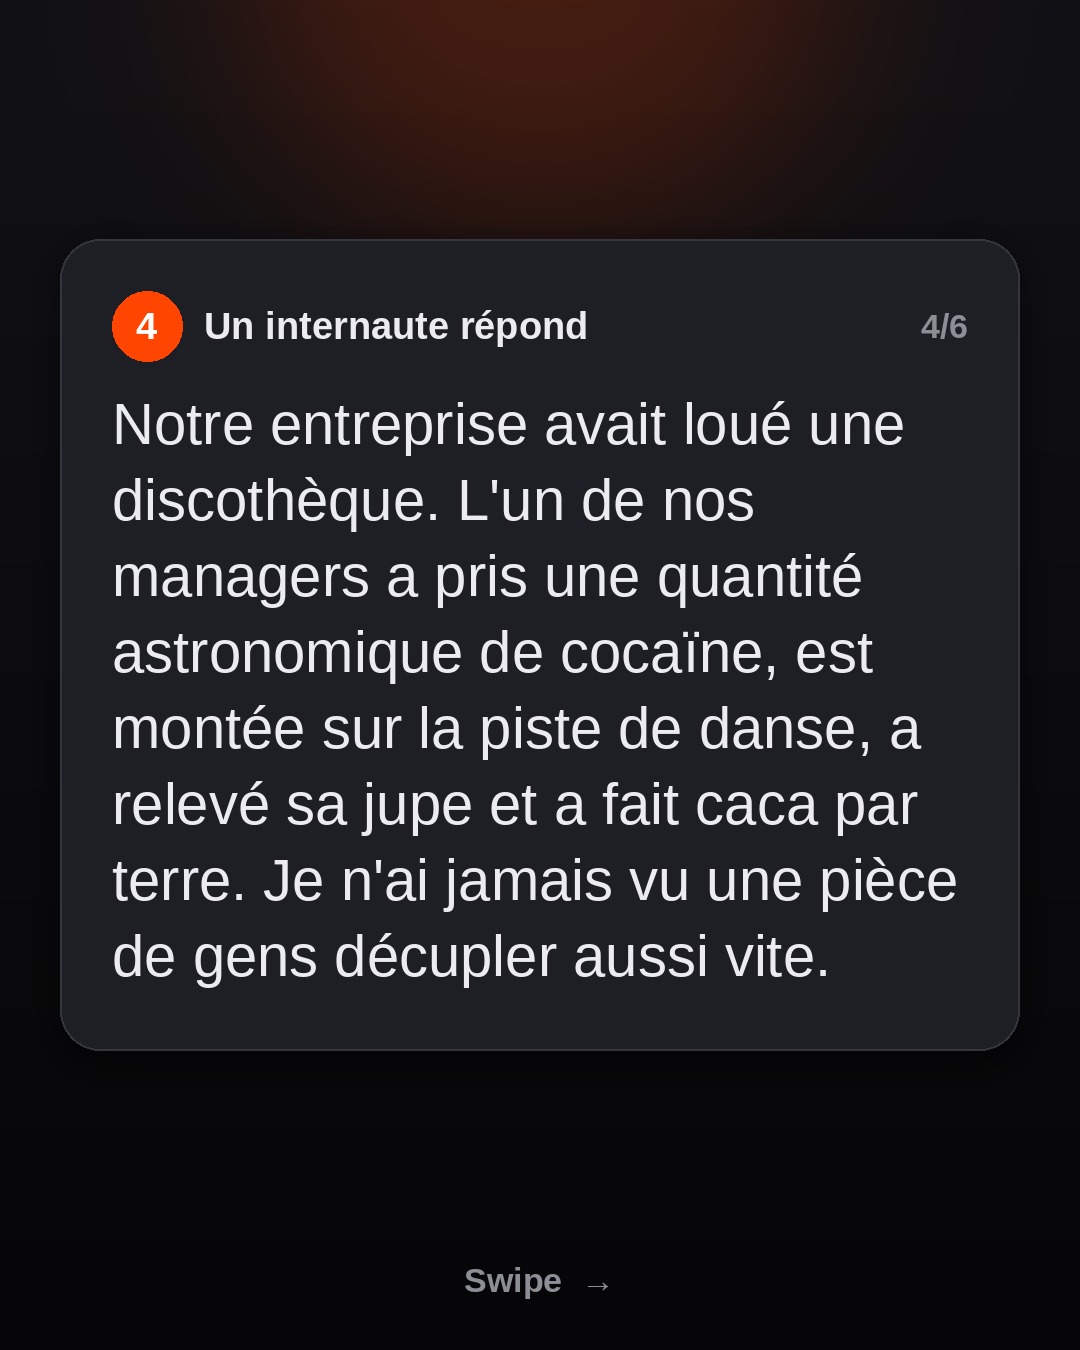 4 Un internaute répond 4/6
Notre entreprise avait loué une
discothèque. L'un de nos
managers a pris une quantité
astronomique de cocaïne, est
montée sur la piste de danse, a
relevé sa jupe et a fait caca par
terre. Je n'ai jamais vu une pièce
de gens décupler aussi vite.
Swipe →